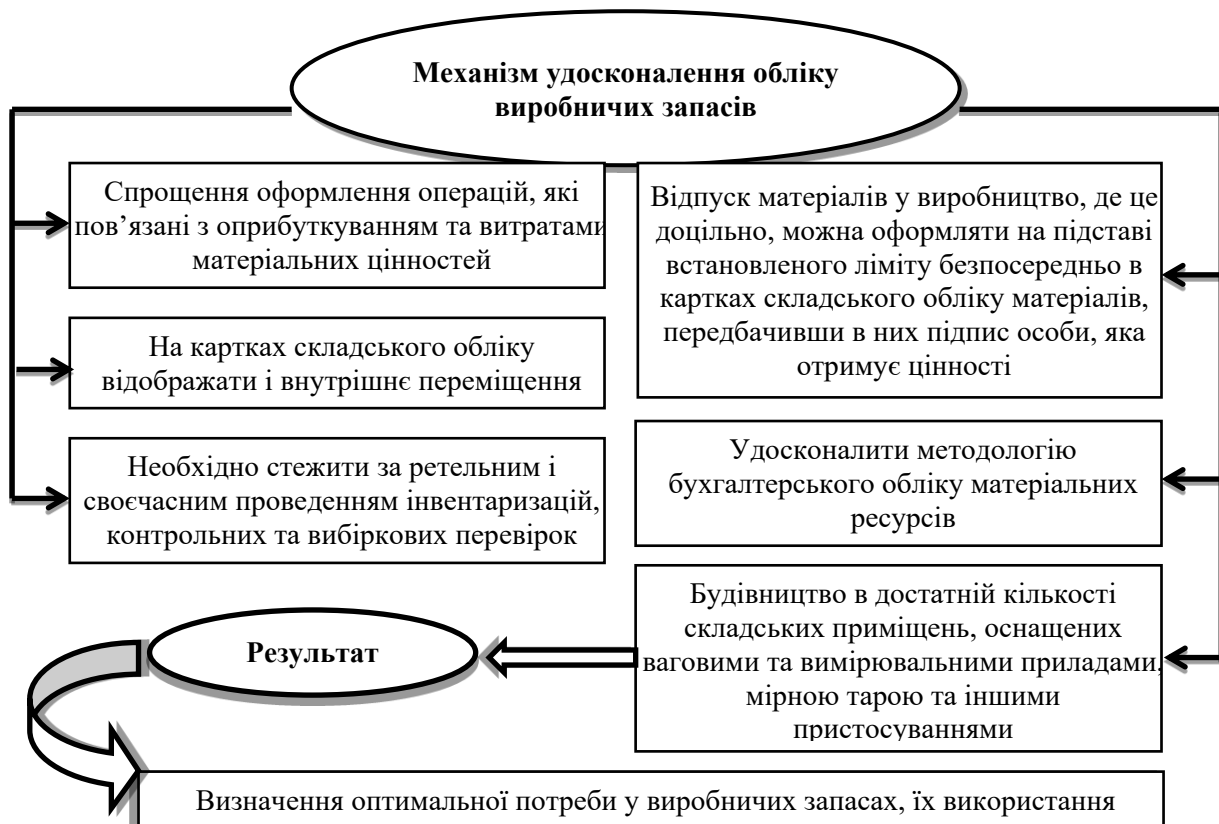 Механізм удосконалення обліку
виробничих запасів
Спрощення оформлення операцій, які
пов’язані з оприбуткуванням та витратами
матеріальних цінностей
На картках складського обліку
відображати і внутрішнє переміщення
Необхідно стежити за ретельним і
своєчасним проведенням інвентаризацій,
контрольних та вибіркових перевірок
Відпуск матеріалів у виробництво, де це
доцільно, можна оформляти на підставі
встановленого ліміту безпосередньо в
картках складського обліку матеріалів,
передбачивши в них підпис особи, яка
отримує цінності
Удосконалити методологію
бухгалтерського обліку матеріальних
ресурсів
Будівництво в достатній кількості
складських приміщень, оснащених
ваговими та вимірювальними приладами,
мірною тарою та іншими
пристосуваннями
Результат
Визначення оптимальної потреби у виробничих запасах, їх використання